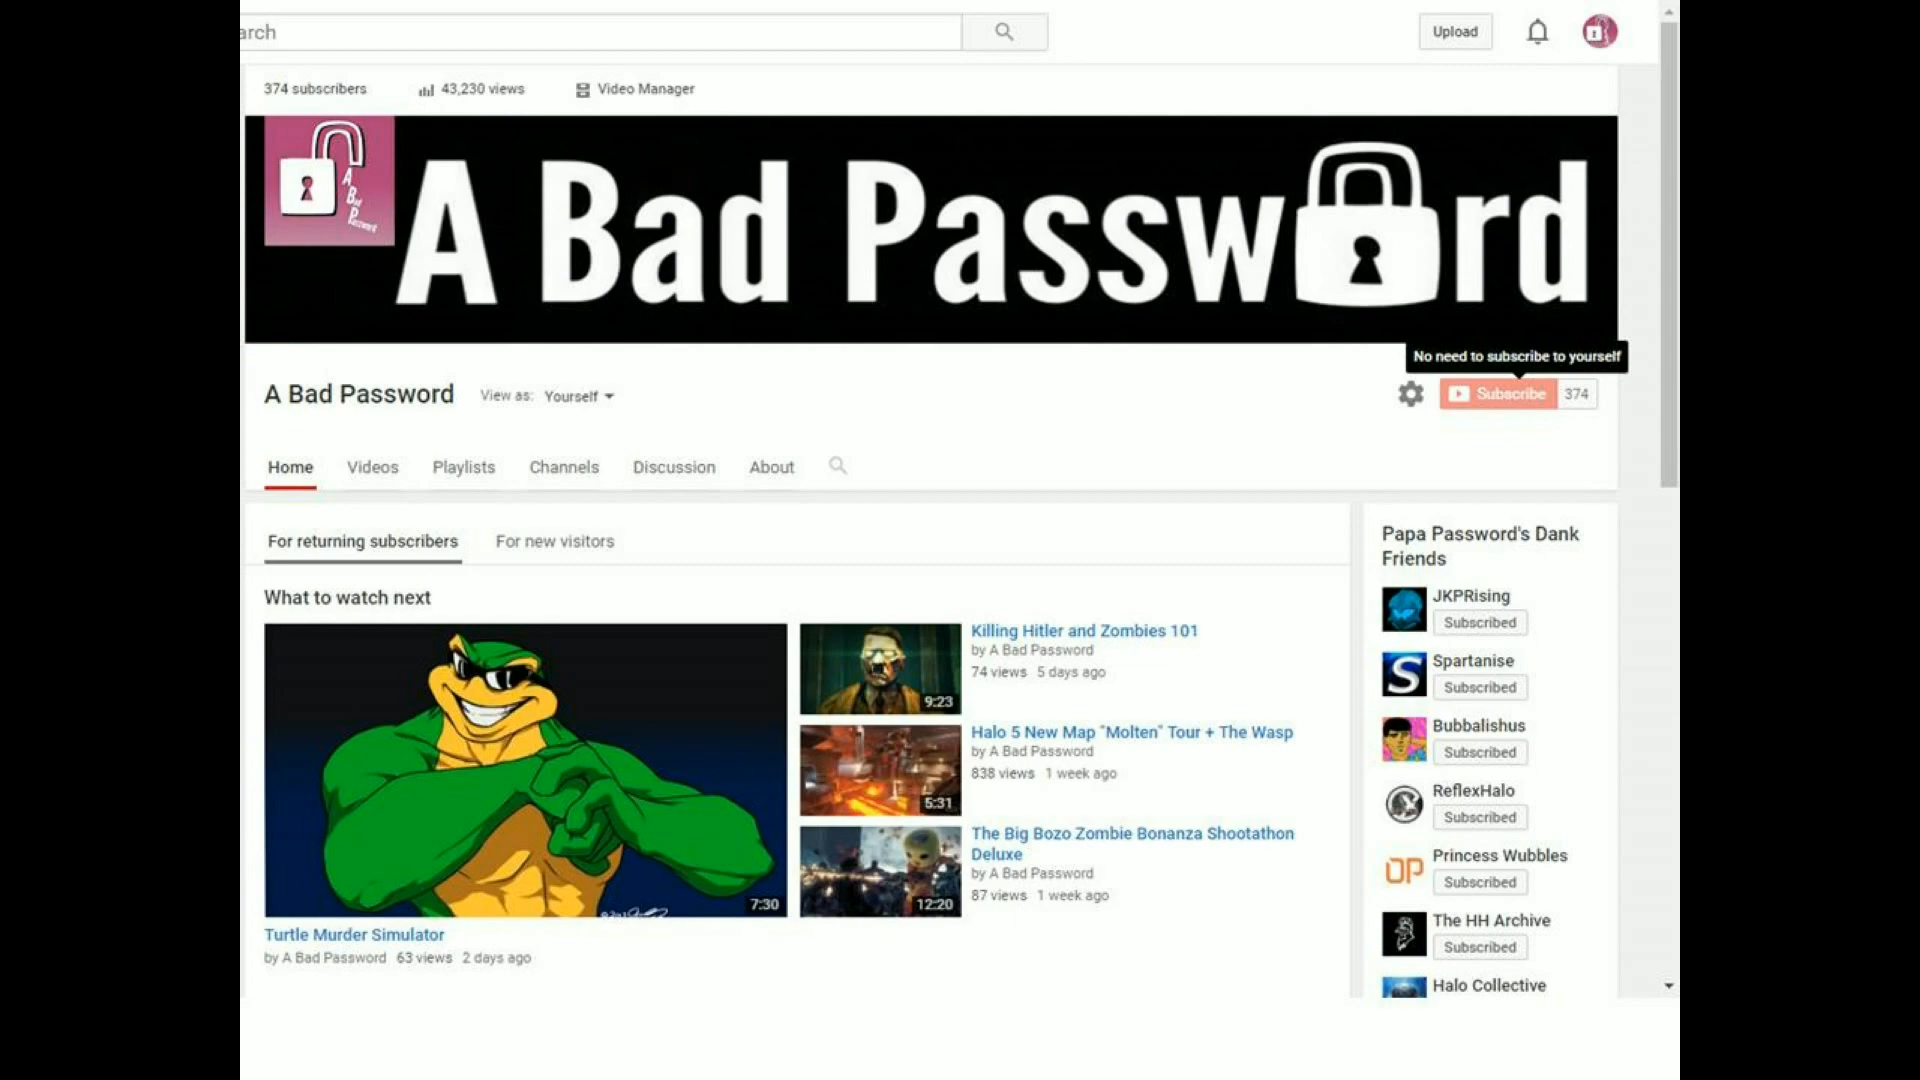 arch
Upload
374 subscribers
43,230 views
Video Manager
A Bad Password
A Bad Password
No need to subscribe to yourself
A Bad Password
View as: Yourself
Subscribe
374
Home
Videos
Playlists
Channels
Discussion
About
For returning subscribers
For new visitors
What to watch next
7:30
Turtle Murder Simulator
by A Bad Password 63 views 2 days ago
9:23
Killing Hitler and Zombies 101
by A Bad Password
74 views 5 days ago
5:31
Halo 5 New Map "Molten" Tour + The Wasp
by A Bad Password
838 views 1 week ago
12:20
The Big Bozo Zombie Bonanza Shootathon
Deluxe
by A Bad Password
87 views 1 week ago
Papa Password's Dank
Friends
JKPRising
Subscribed
S
Spartanise
Subscribed
Bubbalishus
Subscribed
ReflexHalo
Subscribed
OP
Princess Wubbles
Subscribed
The HH Archive
Subscribed
Halo Collective